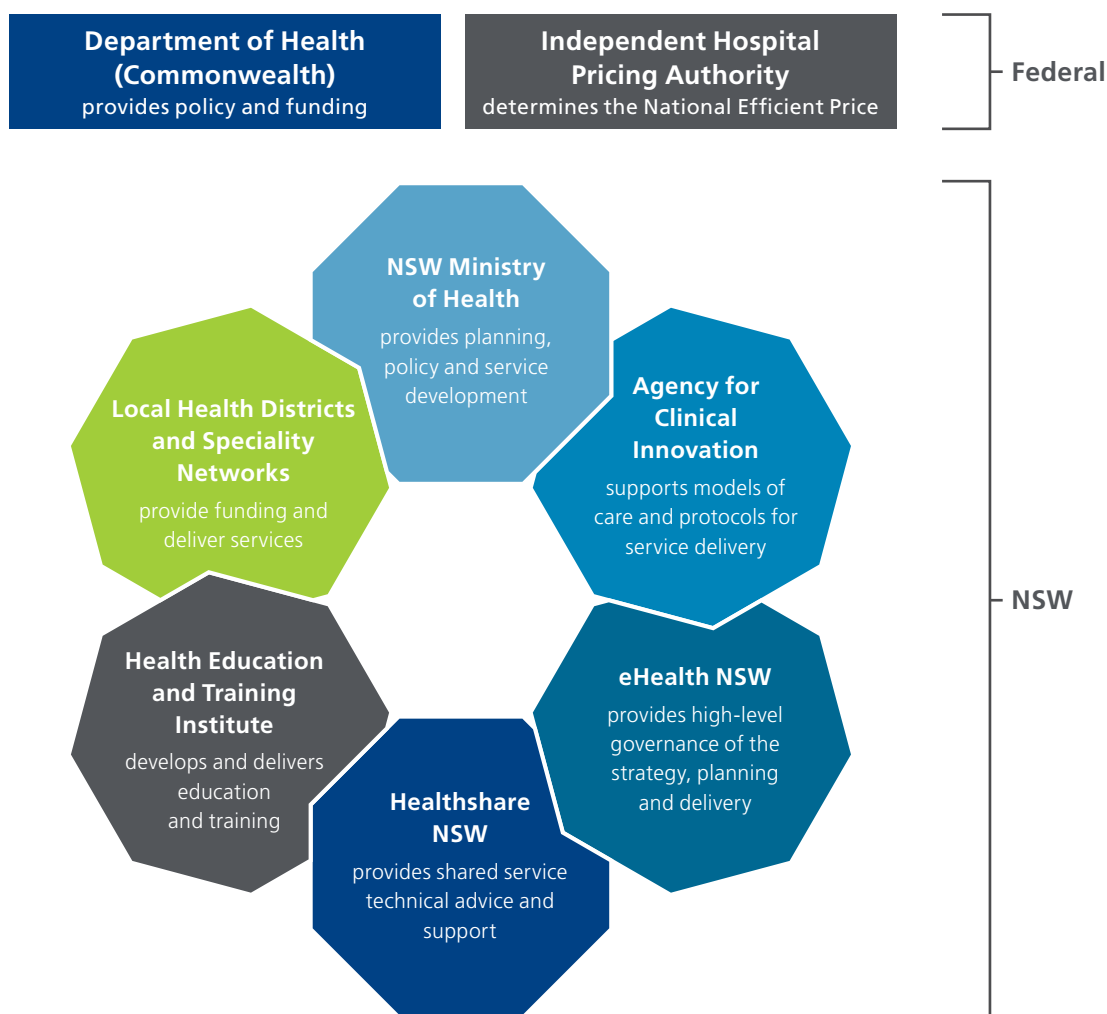 Department of Health
(Commonwealth)
provides policy and funding
Independent Hospital
Pricing Authority
determines the National Efficient Price
Federal
NSW Ministry
of Health
provides planning,
policy and service
development
Local Health Districts
and Speciality
Networks
provide funding and
deliver services
Agency for
Clinical
Innovation
supports models of
care and protocols for
service delivery
NSW
Health Education
and Training
Institute
develops and delivers
education
and training
eHealth NSW
provides high-level
governance of the
strategy, planning
and delivery
Healthshare
NSW
provides shared service
technical advice and
support